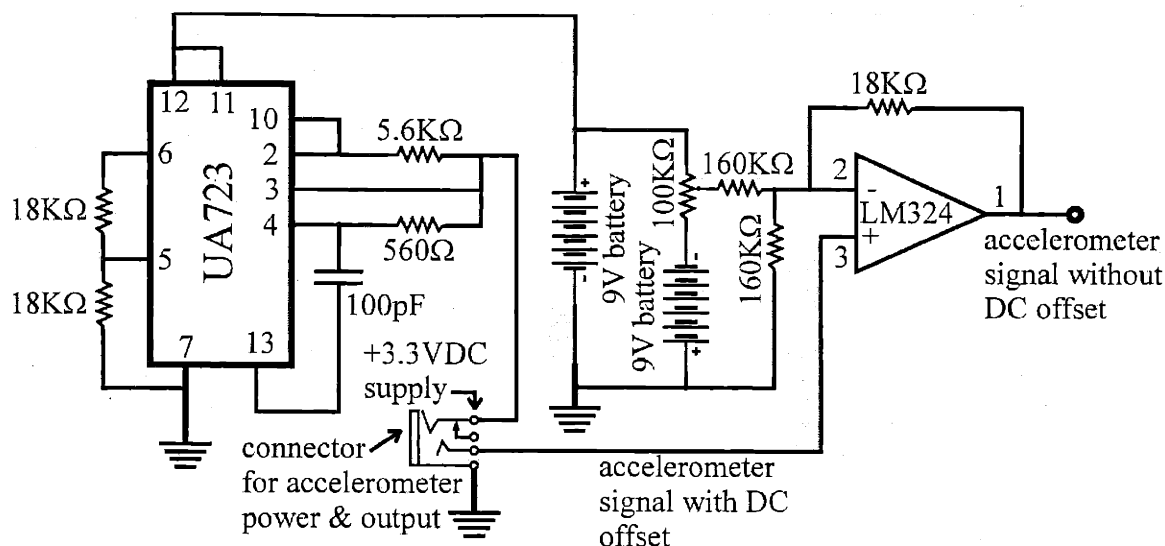 12
11
10
2
3
4
6
5
7
13
UA723
18KΩ
18KΩ
5.6KΩ
560Ω
100pF
+3.3VDC
supply
connector
for accelerometer
power & output
+
-
9V battery
100KΩ
-
+
9V battery
160KΩ
160KΩ
18KΩ
2
-
LM324
+
3
1
accelerometer
signal without
DC offset
accelerometer
signal with DC
offset